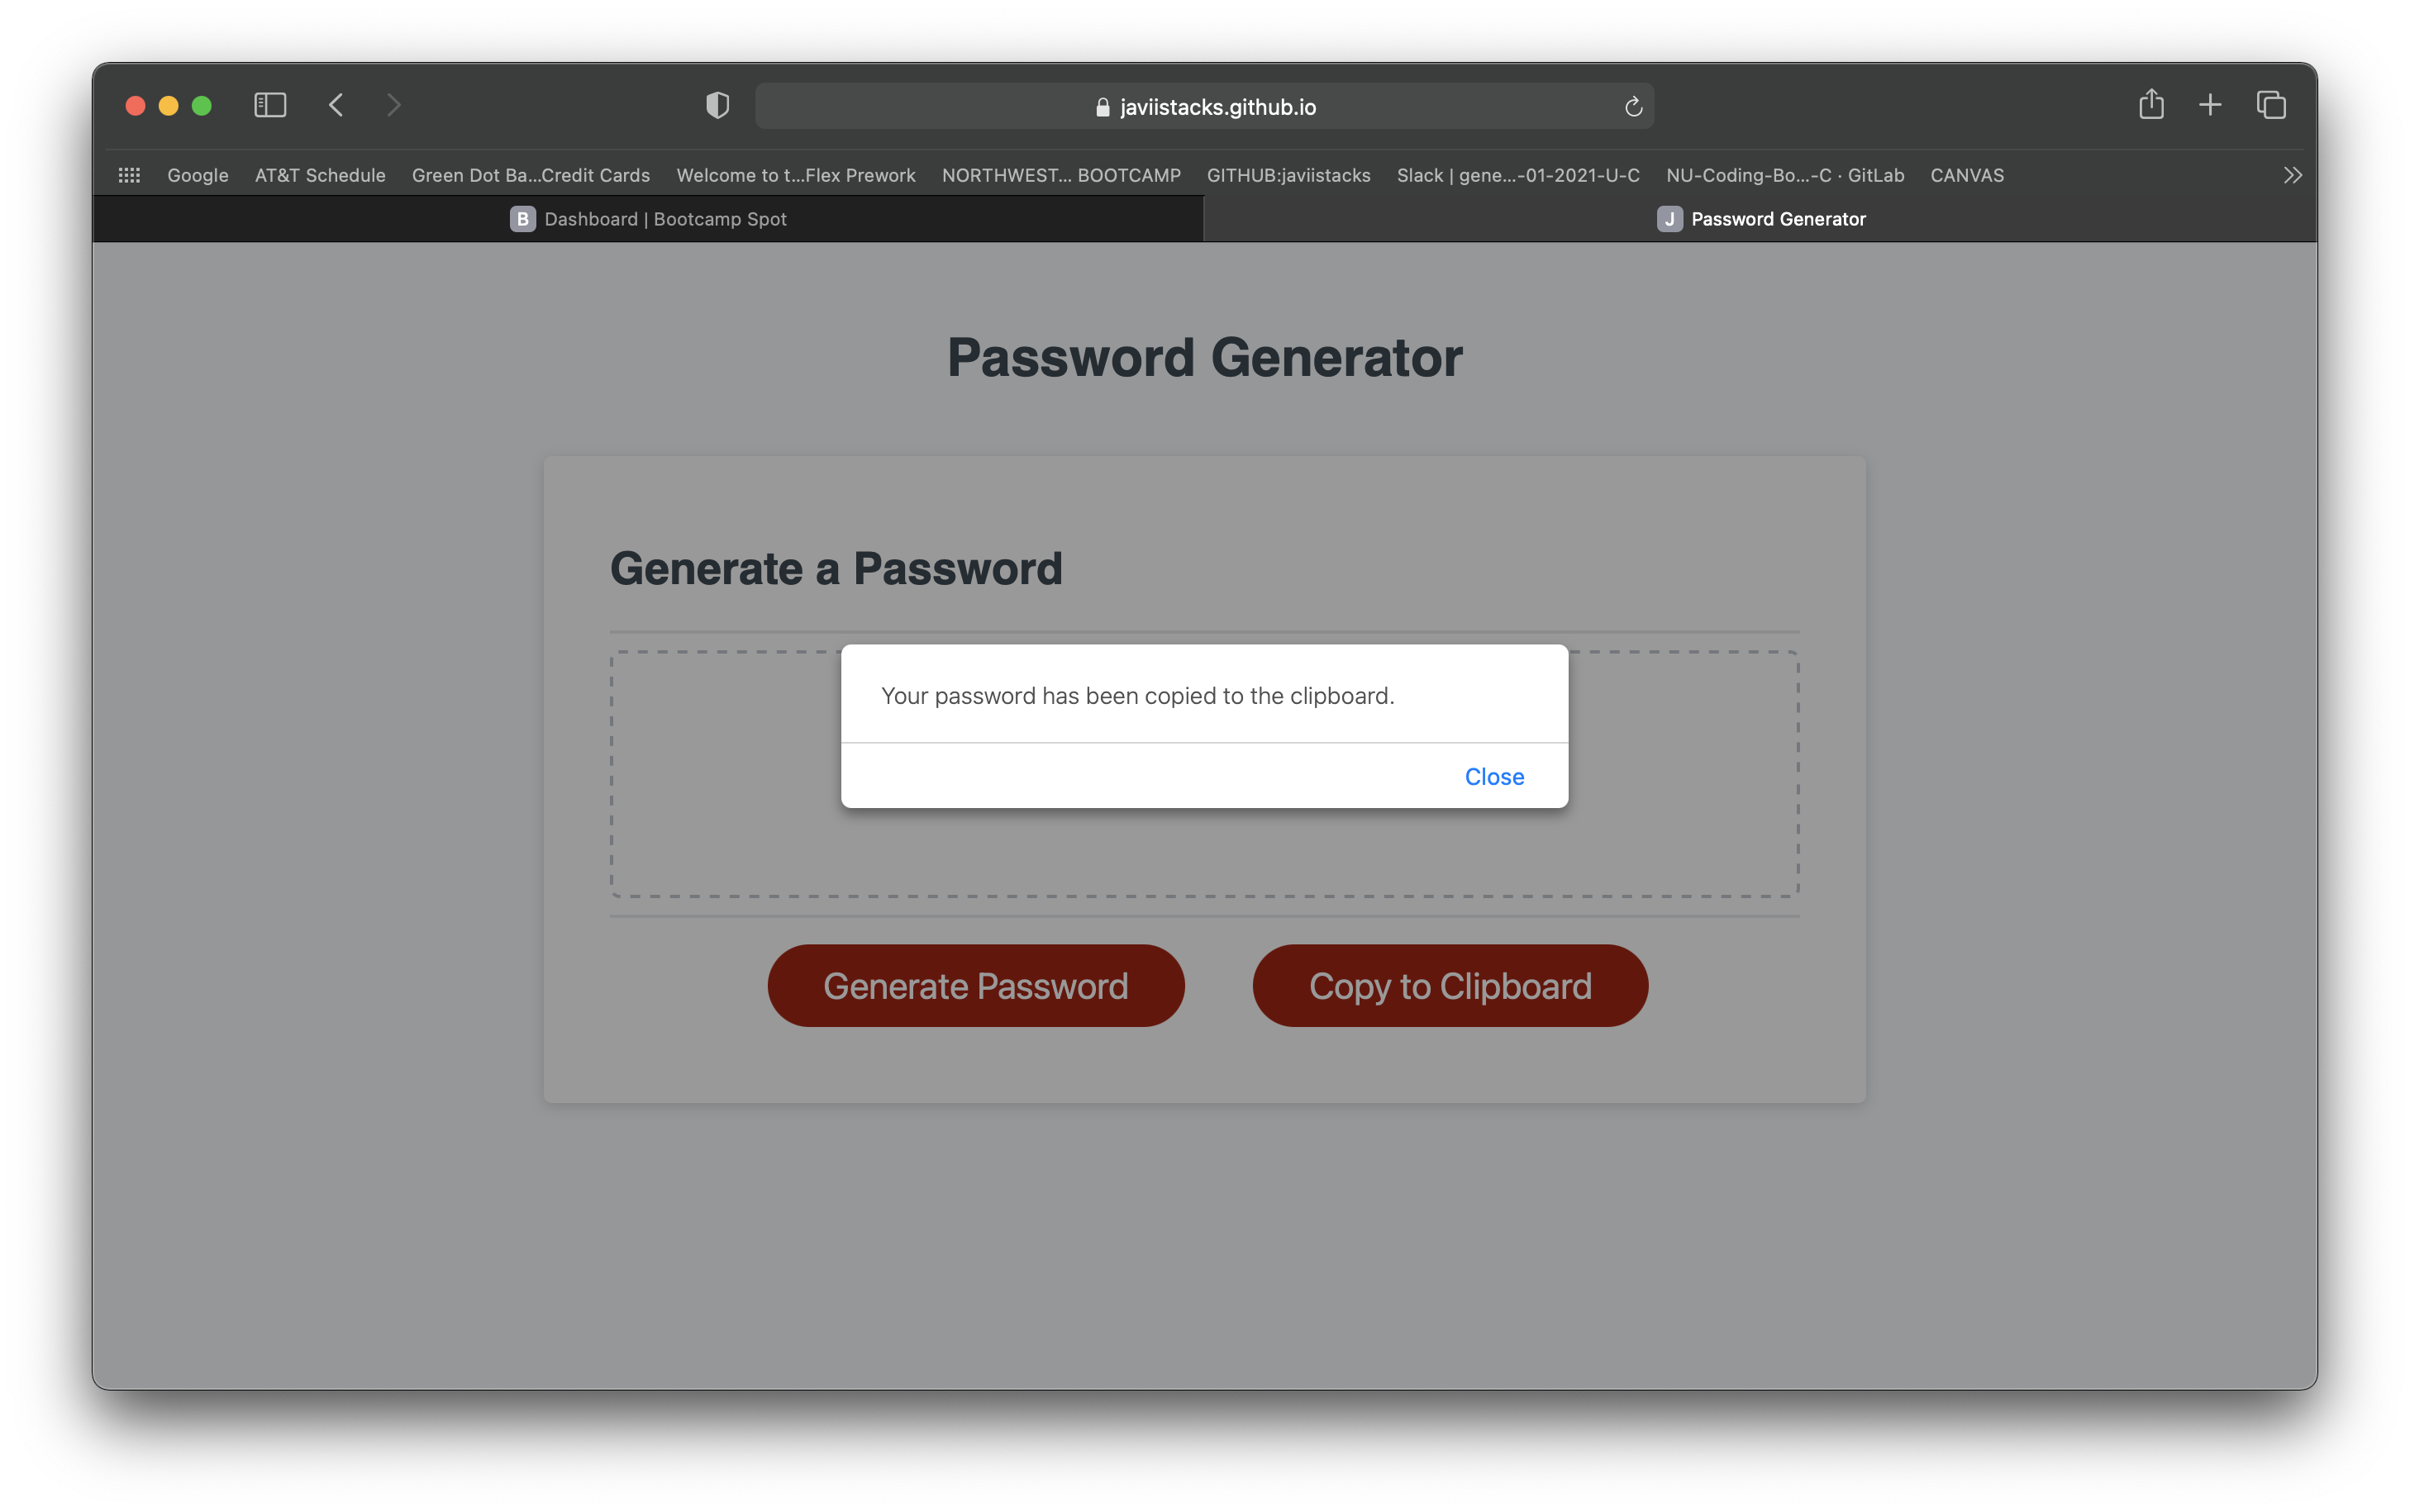 javiistacks.github.io
Google AT&T Schedule Green Dot Ba...Credit Cards Welcome to t...Flex Prework NORTHWEST... BOOTCAMP GITHUB:javiistacks Slack | gene...-01-2021-U-C NU-Coding-Bo...-C · GitLab CANVAS
B Dashboard | Bootcamp Spot J Password Generator
Password Generator
Generate a Password
Your password has been copied to the clipboard.
Close
Generate Password Copy to Clipboard